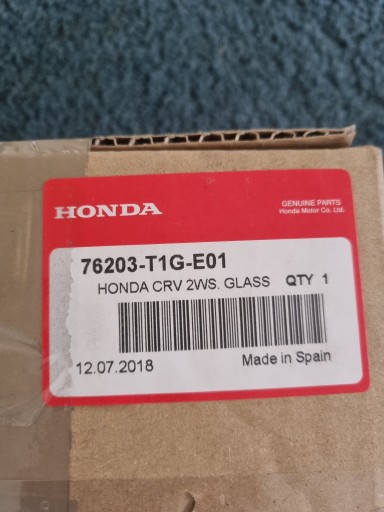 HONDA
GENUINE PARTS
Honda Motor Co., Ltd.
76203-T1G-E01
HONDA CRV 2WS. GLASS QTY 1
12.07.2018
Made in Spain